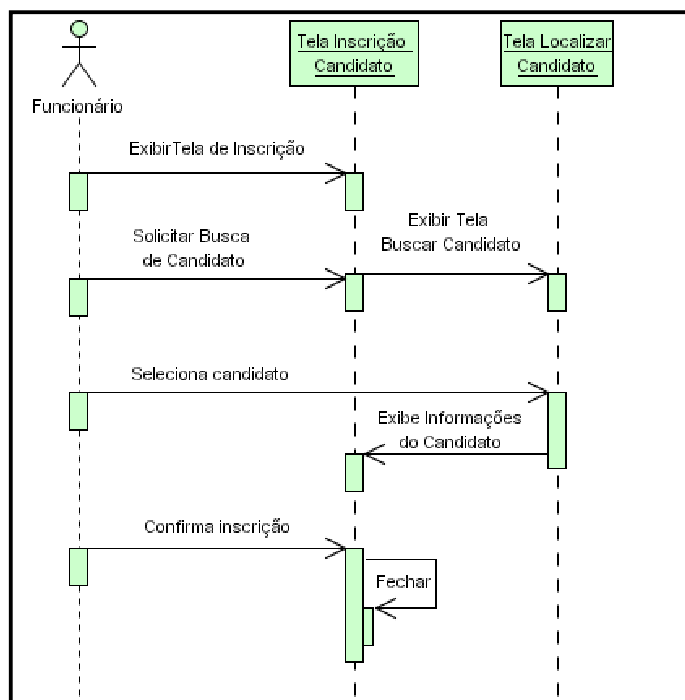 Tela Inscrição
Candidato
Tela Localizar
Candidato
Funcionário
ExibirTela de Inscrição
Solicitar Busca
de Candidato
Exibir Tela
Buscar Candidato
Seleciona candidato
Exibe Informações
do Candidato
Confirma inscrição
Fechar